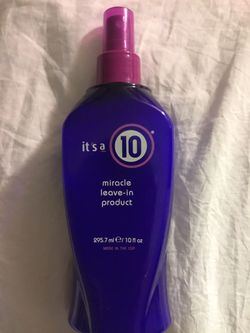 it's a 10®
miracle
leave-in
product
295.7 ml ℮/10 fl oz
MADE IN THE USA